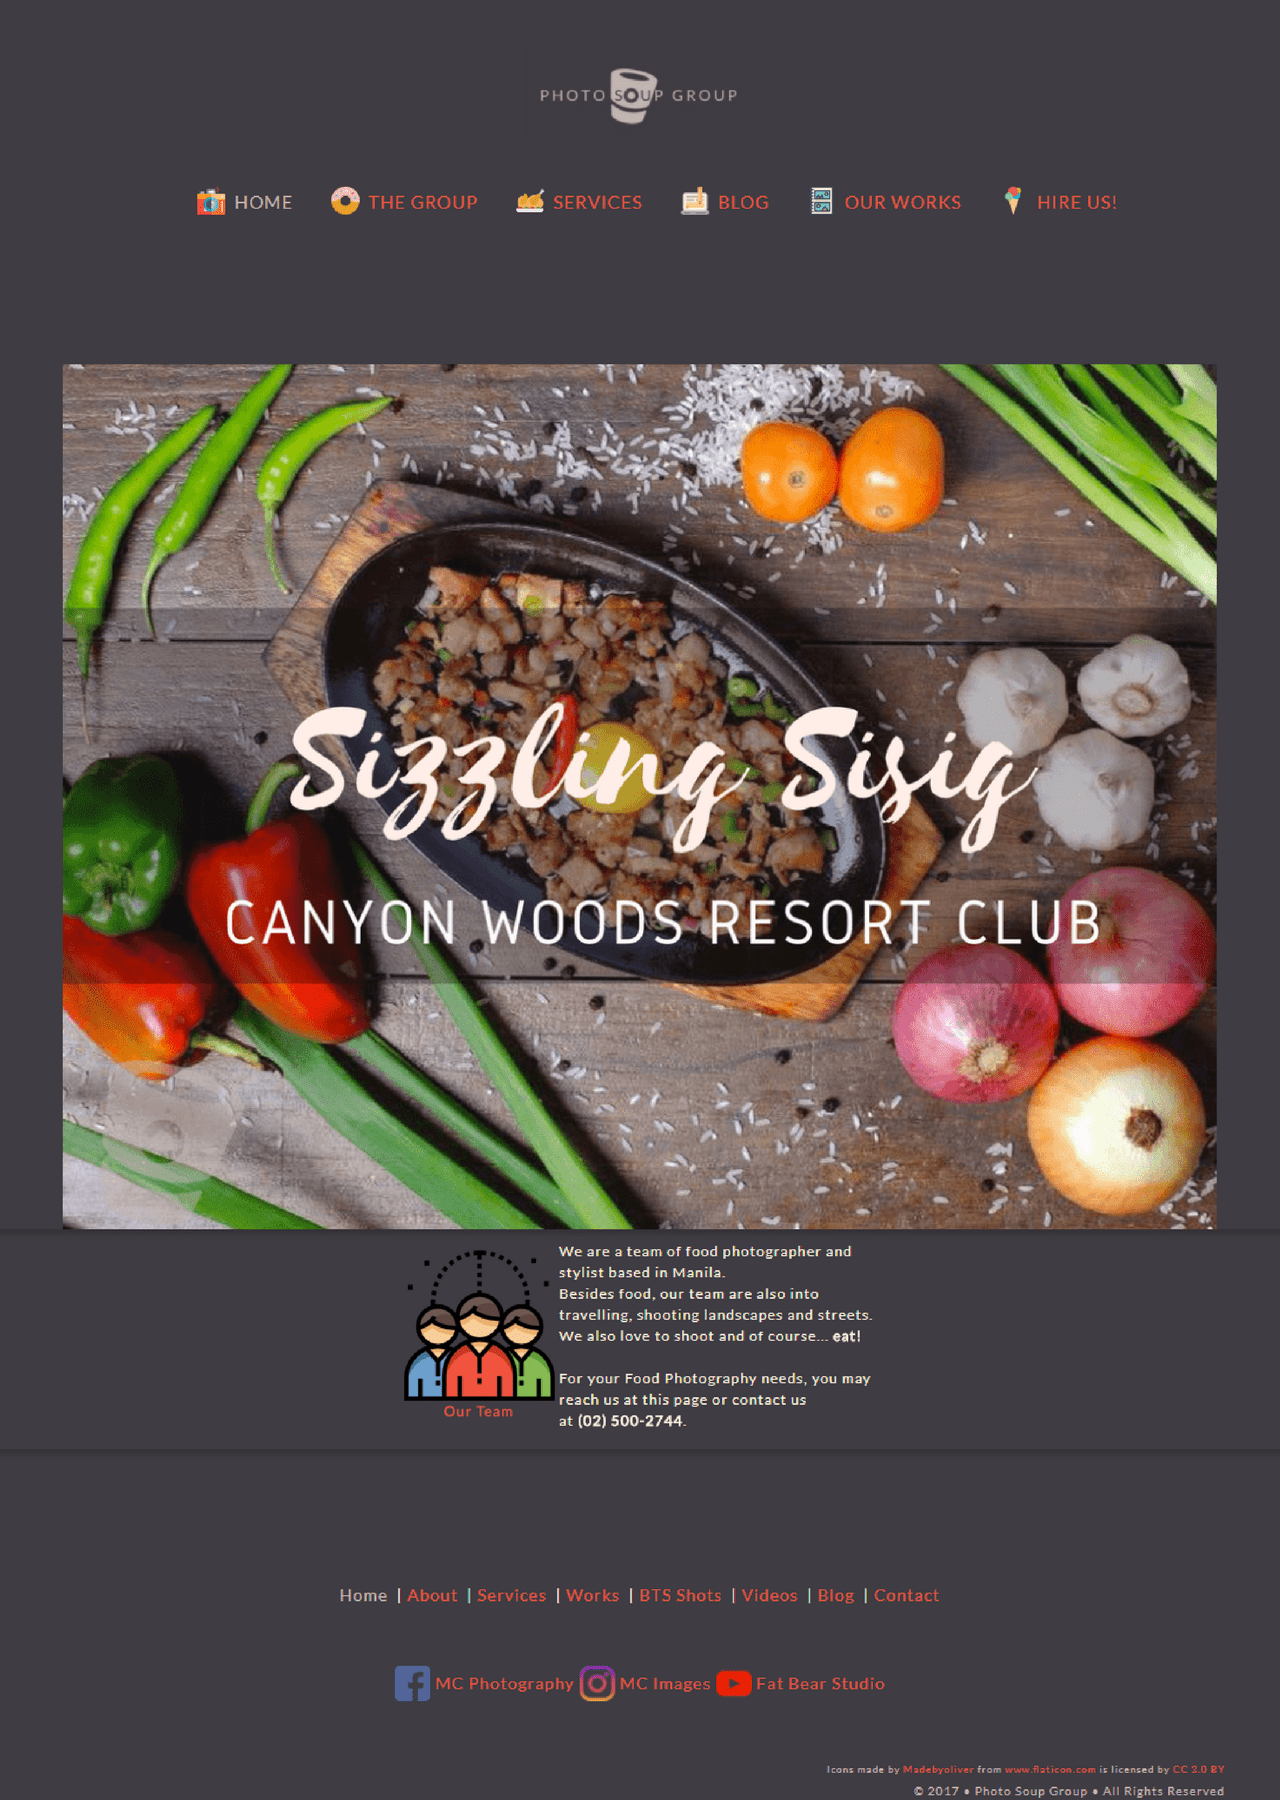 PHOTO SOUP GROUP
HOME THE GROUP SERVICES BLOG OUR WORKS HIRE US!
Sizzling Sisig
CANYON WOODS RESORT CLUB
We are a team of food photographer and
stylist based in Manila.
Besides food, our team are also into
travelling, shooting landscapes and streets.
We also love to shoot and of course... eat!
For your Food Photography needs, you may
reach us at this page or contact us
at (02) 500-2744.
Our Team
Home | About | Services | Works | BTS Shots | Videos | Blog | Contact
MC Photography MC Images Fat Bear Studio
Icons made by Madebyoliver from www.flaticon.com is licensed by CC 3.0 BY
© 2017 • Photo Soup Group • All Rights Reserved